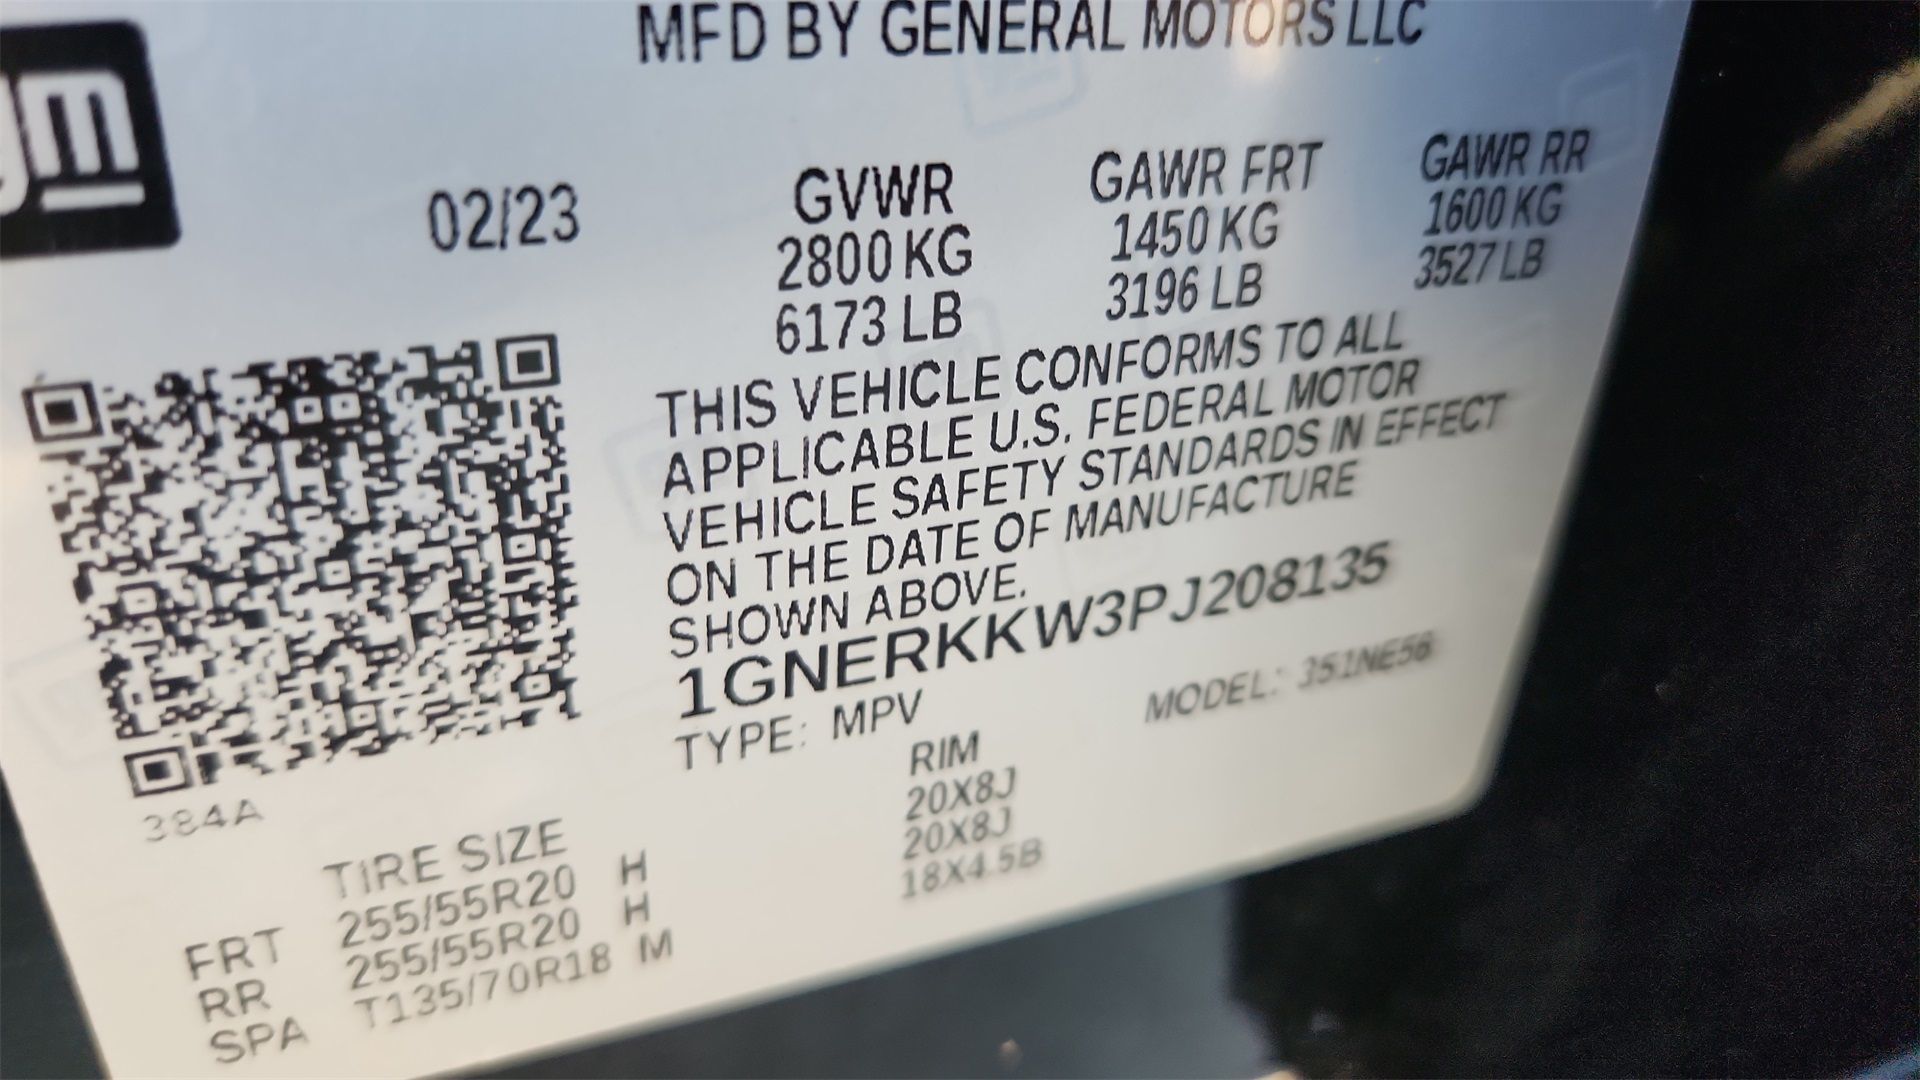 MFD BY GENERAL MOTORS LLC
gm
02/23
GVWR GAWR FRT GAWR RR
2800 KG 1450 KG 1600 KG
6173 LB 3196 LB 3527 LB
THIS VEHICLE CONFORMS TO ALL
APPLICABLE U.S. FEDERAL MOTOR
VEHICLE SAFETY STANDARDS IN EFFECT
ON THE DATE OF MANUFACTURE
SHOWN ABOVE.
1GNERKKW3PJ208135
TYPE: MPV MODEL: 351NE56
384A
TIRE SIZE RIM
FRT 255/55R20 H 20X8J
RR 255/55R20 H 20X8J
SPA T135/70R18 M 18X4.5B